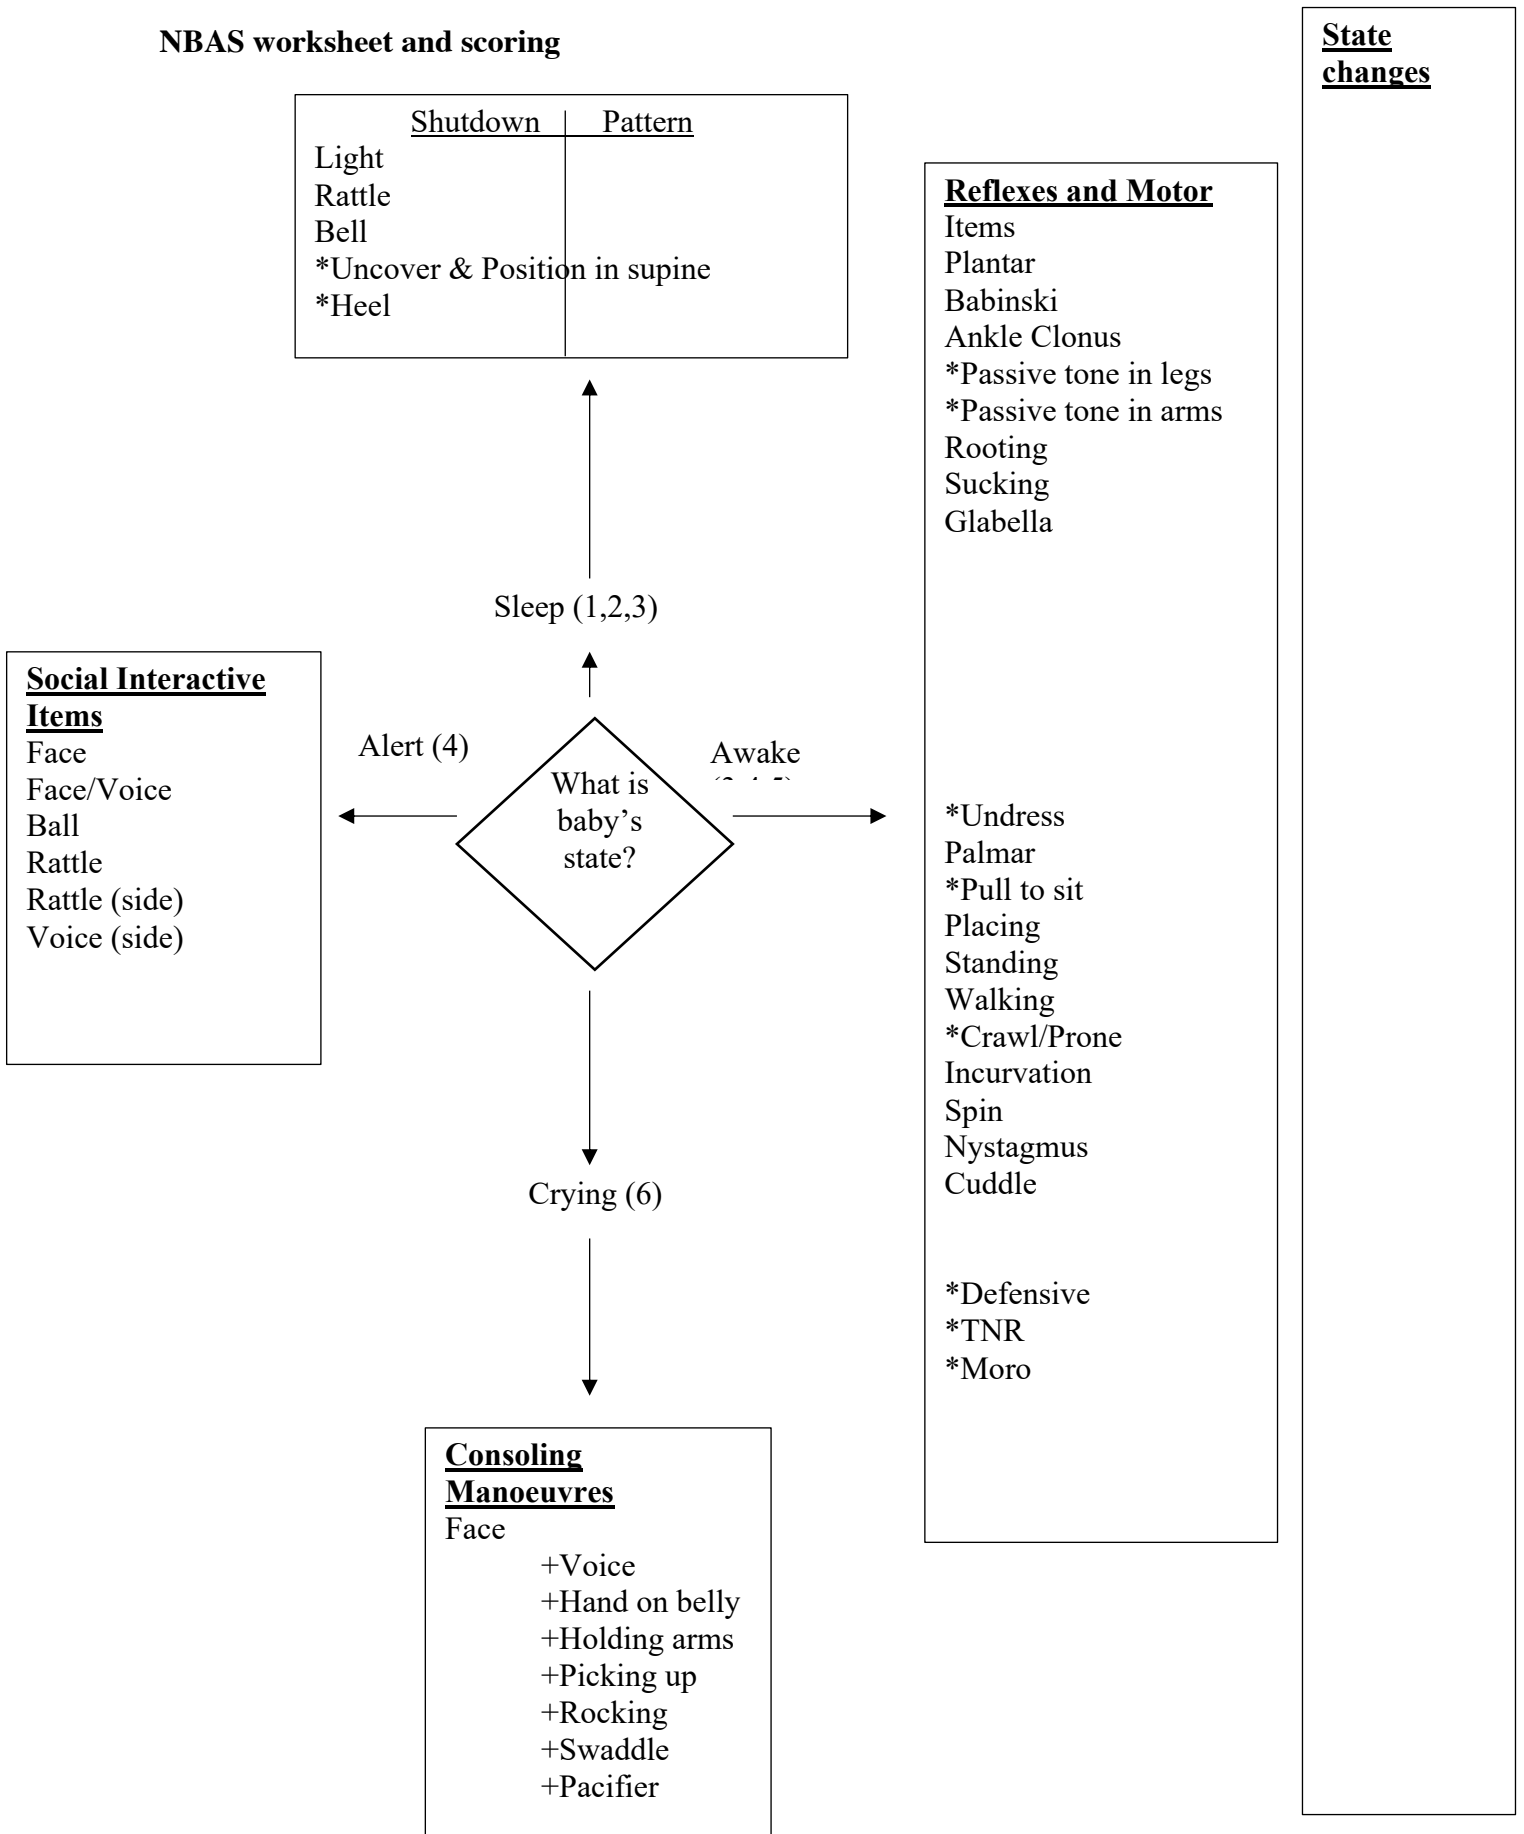 NBAS worksheet and scoring
State
changes
Shutdown Pattern
Light
Rattle
Bell
*Uncover & Position in supine
*Heel
Reflexes and Motor
Items
Plantar
Babinski
Ankle Clonus
*Passive tone in legs
*Passive tone in arms
Rooting
Sucking
Glabella
*Undress
Palmar
*Pull to sit
Placing
Standing
Walking
*Crawl/Prone
Incurvation
Spin
Nystagmus
Cuddle
*Defensive
*TNR
*Moro
Sleep (1,2,3)
Social Interactive
Items
Face
Face/Voice
Ball
Rattle
Rattle (side)
Voice (side)
Alert (4)
What is
baby’s
state?
Awake
Crying (6)
Consoling
Manoeuvres
Face
+Voice
+Hand on belly
+Holding arms
+Picking up
+Rocking
+Swaddle
+Pacifier